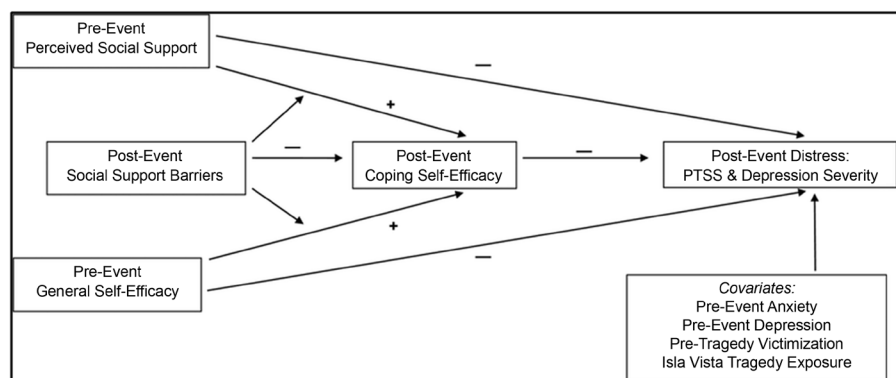 Pre-Event
Perceived Social Support
—
+
Post-Event
Social Support Barriers
—
Post-Event
Coping Self-Efficacy
—
Post-Event Distress:
PTSS & Depression Severity
+
—
Pre-Event
General Self-Efficacy
Covariates:
Pre-Event Anxiety
Pre-Event Depression
Pre-Tragedy Victimization
Isla Vista Tragedy Exposure